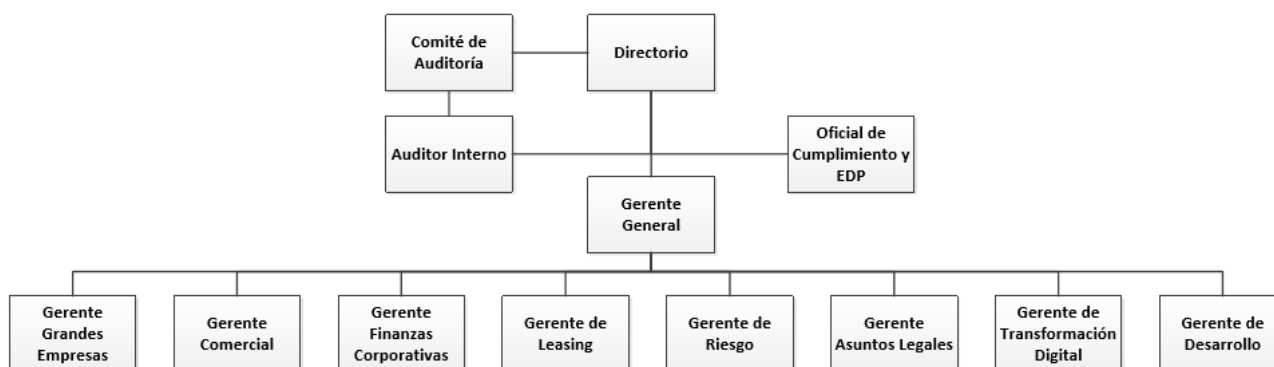 Comité de
Auditoría
Directorio
Auditor Interno
Oficial de
Cumplimiento y
EDP
Gerente
General
Gerente
Grandes
Empresas
Gerente
Comercial
Gerente
Finanzas
Corporativas
Gerente de
Leasing
Gerente de
Riesgo
Gerente
Asuntos Legales
Gerente de
Transformación
Digital
Gerente de
Desarrollo